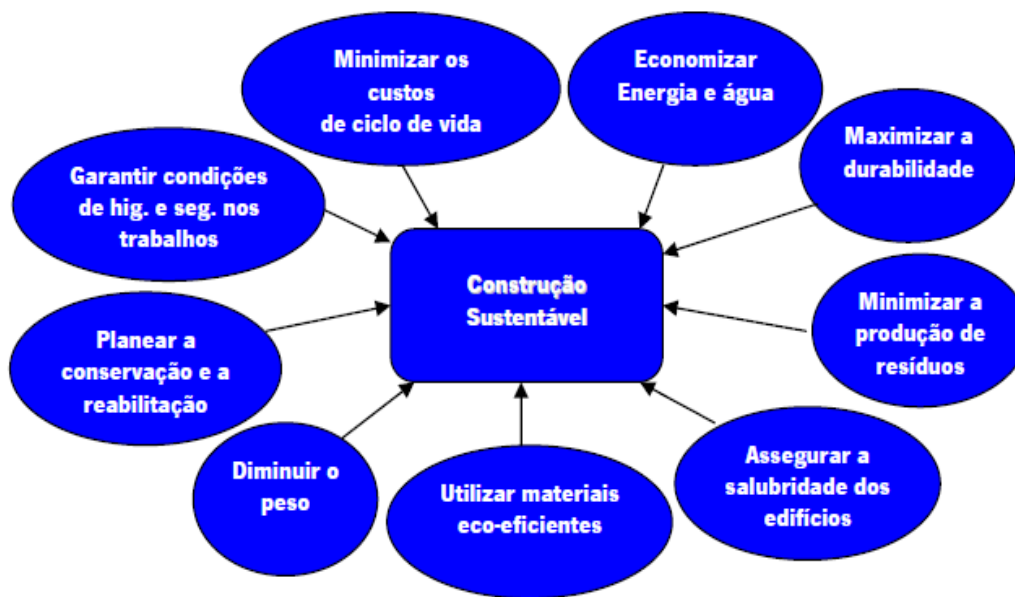 Minimizar os
custos
de ciclo de vida
Economizar
Energia e água
Maximizar a
durabilidade
Garantir condições
de hig. e seg. nos
trabalhos
Construção
Sustentável
Minimizar a
produção de
resíduos
Planear a
conservação e a
reabilitação
Diminuir o
peso
Utilizar materiais
eco-eficientes
Assegurar a
salubridade dos
edifícios